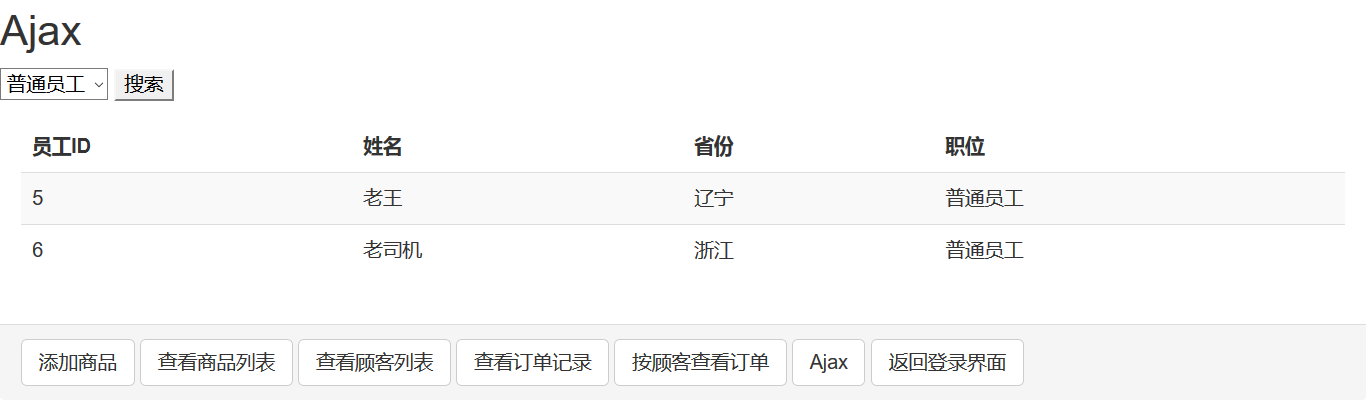 Ajax
普通员工 搜索
员工ID 姓名 省份 职位
5 老王 辽宁 普通员工
6 老司机 浙江 普通员工
添加商品 查看商品列表 查看顾客列表 查看订单记录 按顾客查看订单 Ajax 返回登录界面